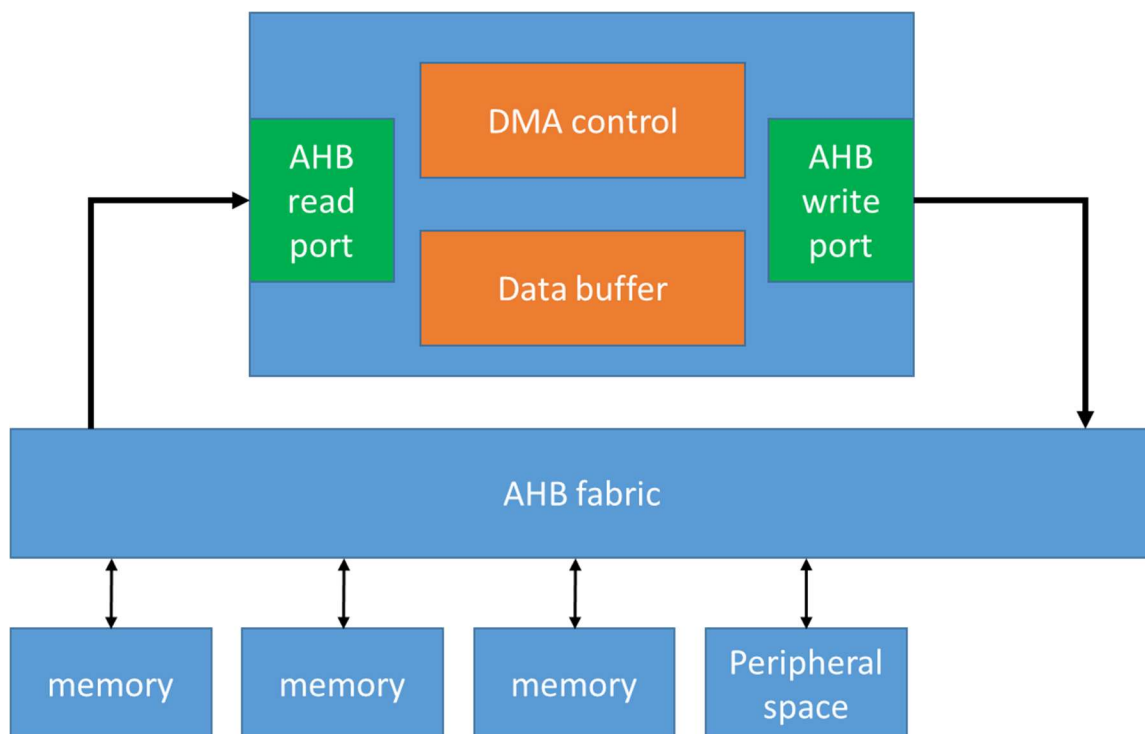 DMA control
AHB
read
port
AHB
write
port
Data buffer
AHB fabric
memory
memory
memory
Peripheral
space